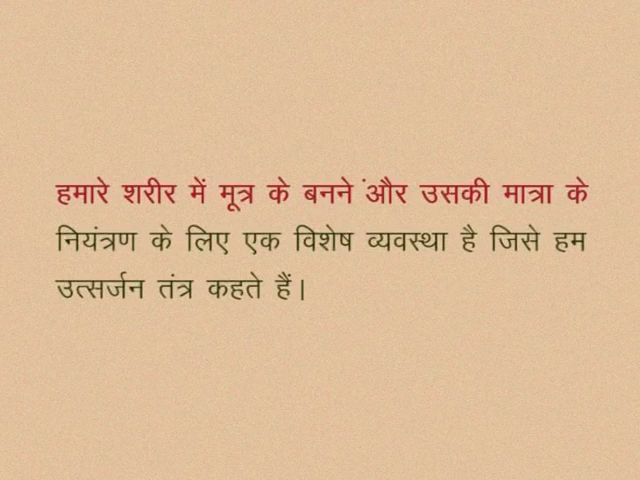 हमारे शरीर में मूत्र के बनने ंऔर उसकी मात्रा के
नियंत्रण के लिए एक विशेष व्यवस्था है जिसे हम
उत्सर्जन तंत्र कहते हैं।